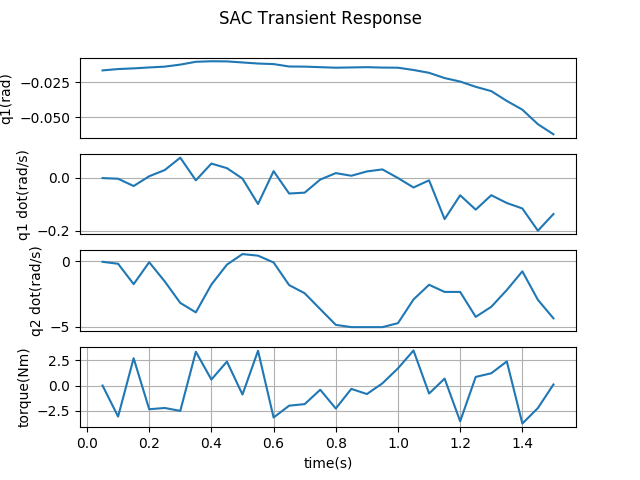 SAC Transient Response
q1(rad)
−0.025
−0.050
q1 dot(rad/s)
0.0
−0.2
q2 dot(rad/s)
0
−5
torque(Nm)
2.5
0.0
−2.5
0.0 0.2 0.4 0.6 0.8 1.0 1.2 1.4
time(s)